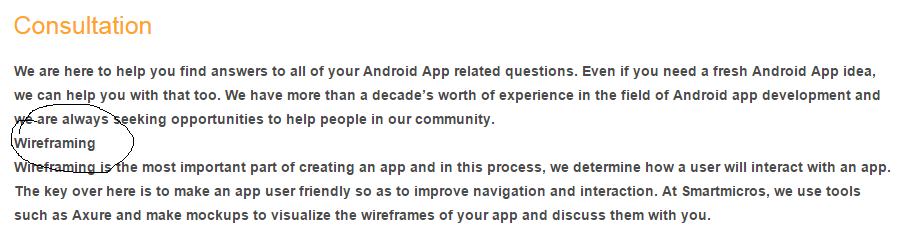 Consultation
We are here to help you find answers to all of your Android App related questions. Even if you need a fresh Android App idea,
we can help you with that too. We have more than a decade’s worth of experience in the field of Android app development and
we are always seeking opportunities to help people in our community.
Wireframing
Wireframing is the most important part of creating an app and in this process, we determine how a user will interact with an app.
The key over here is to make an app user friendly so as to improve navigation and interaction. At Smartmicros, we use tools
such as Axure and make mockups to visualize the wireframes of your app and discuss them with you.